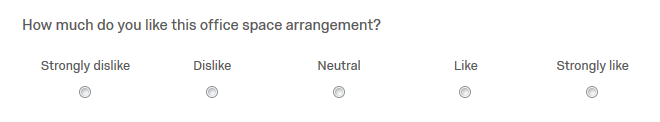 How much do you like this office space arrangement?
Strongly dislike Dislike Neutral Like Strongly like